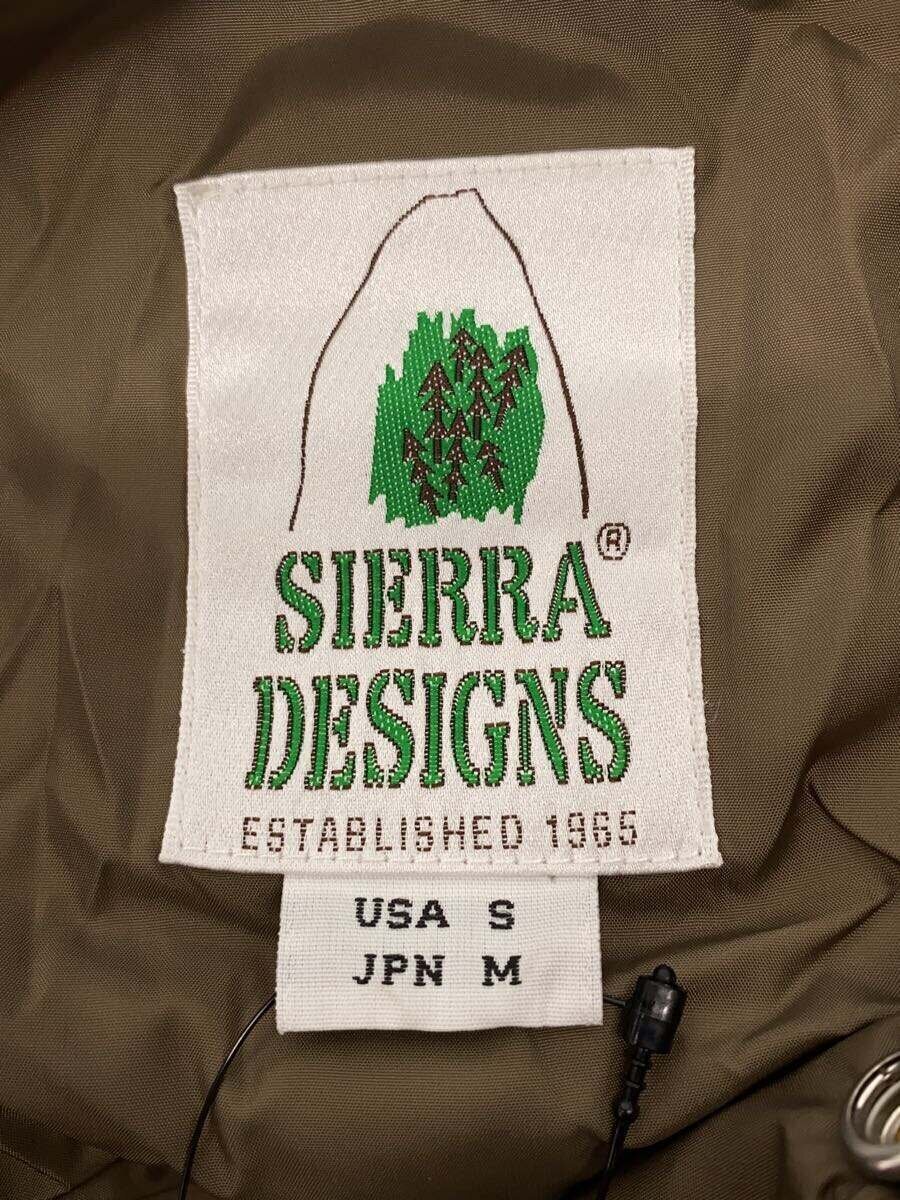 SIERRA®
DESIGNS
ESTABLISHED 1965
USA S
JPN M